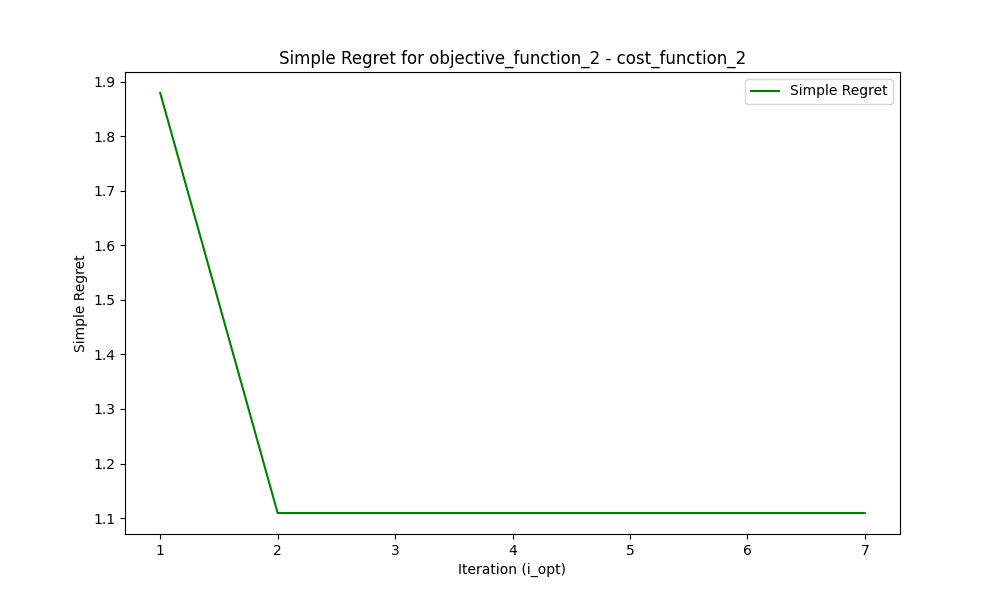 Simple Regret for objective_function_2 - cost_function_2
Simple Regret
1.9
1.8
1.7
1.6
1.5
1.4
1.3
1.2
1.1
Simple Regret
1 2 3 4 5 6 7
Iteration (i_opt)